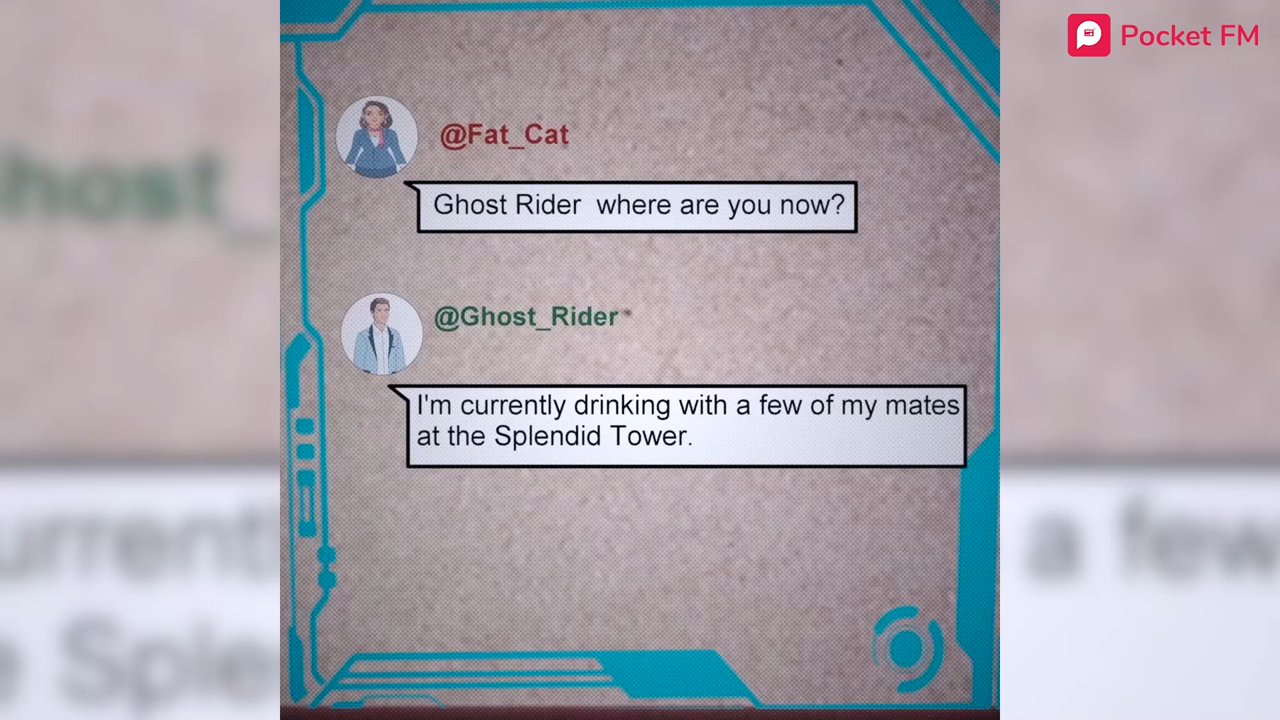 Pocket FM
@Fat_Cat
Ghost Rider  where are you now?
@Ghost_Rider
I'm currently drinking with a few of my mates
at the Splendid Tower.